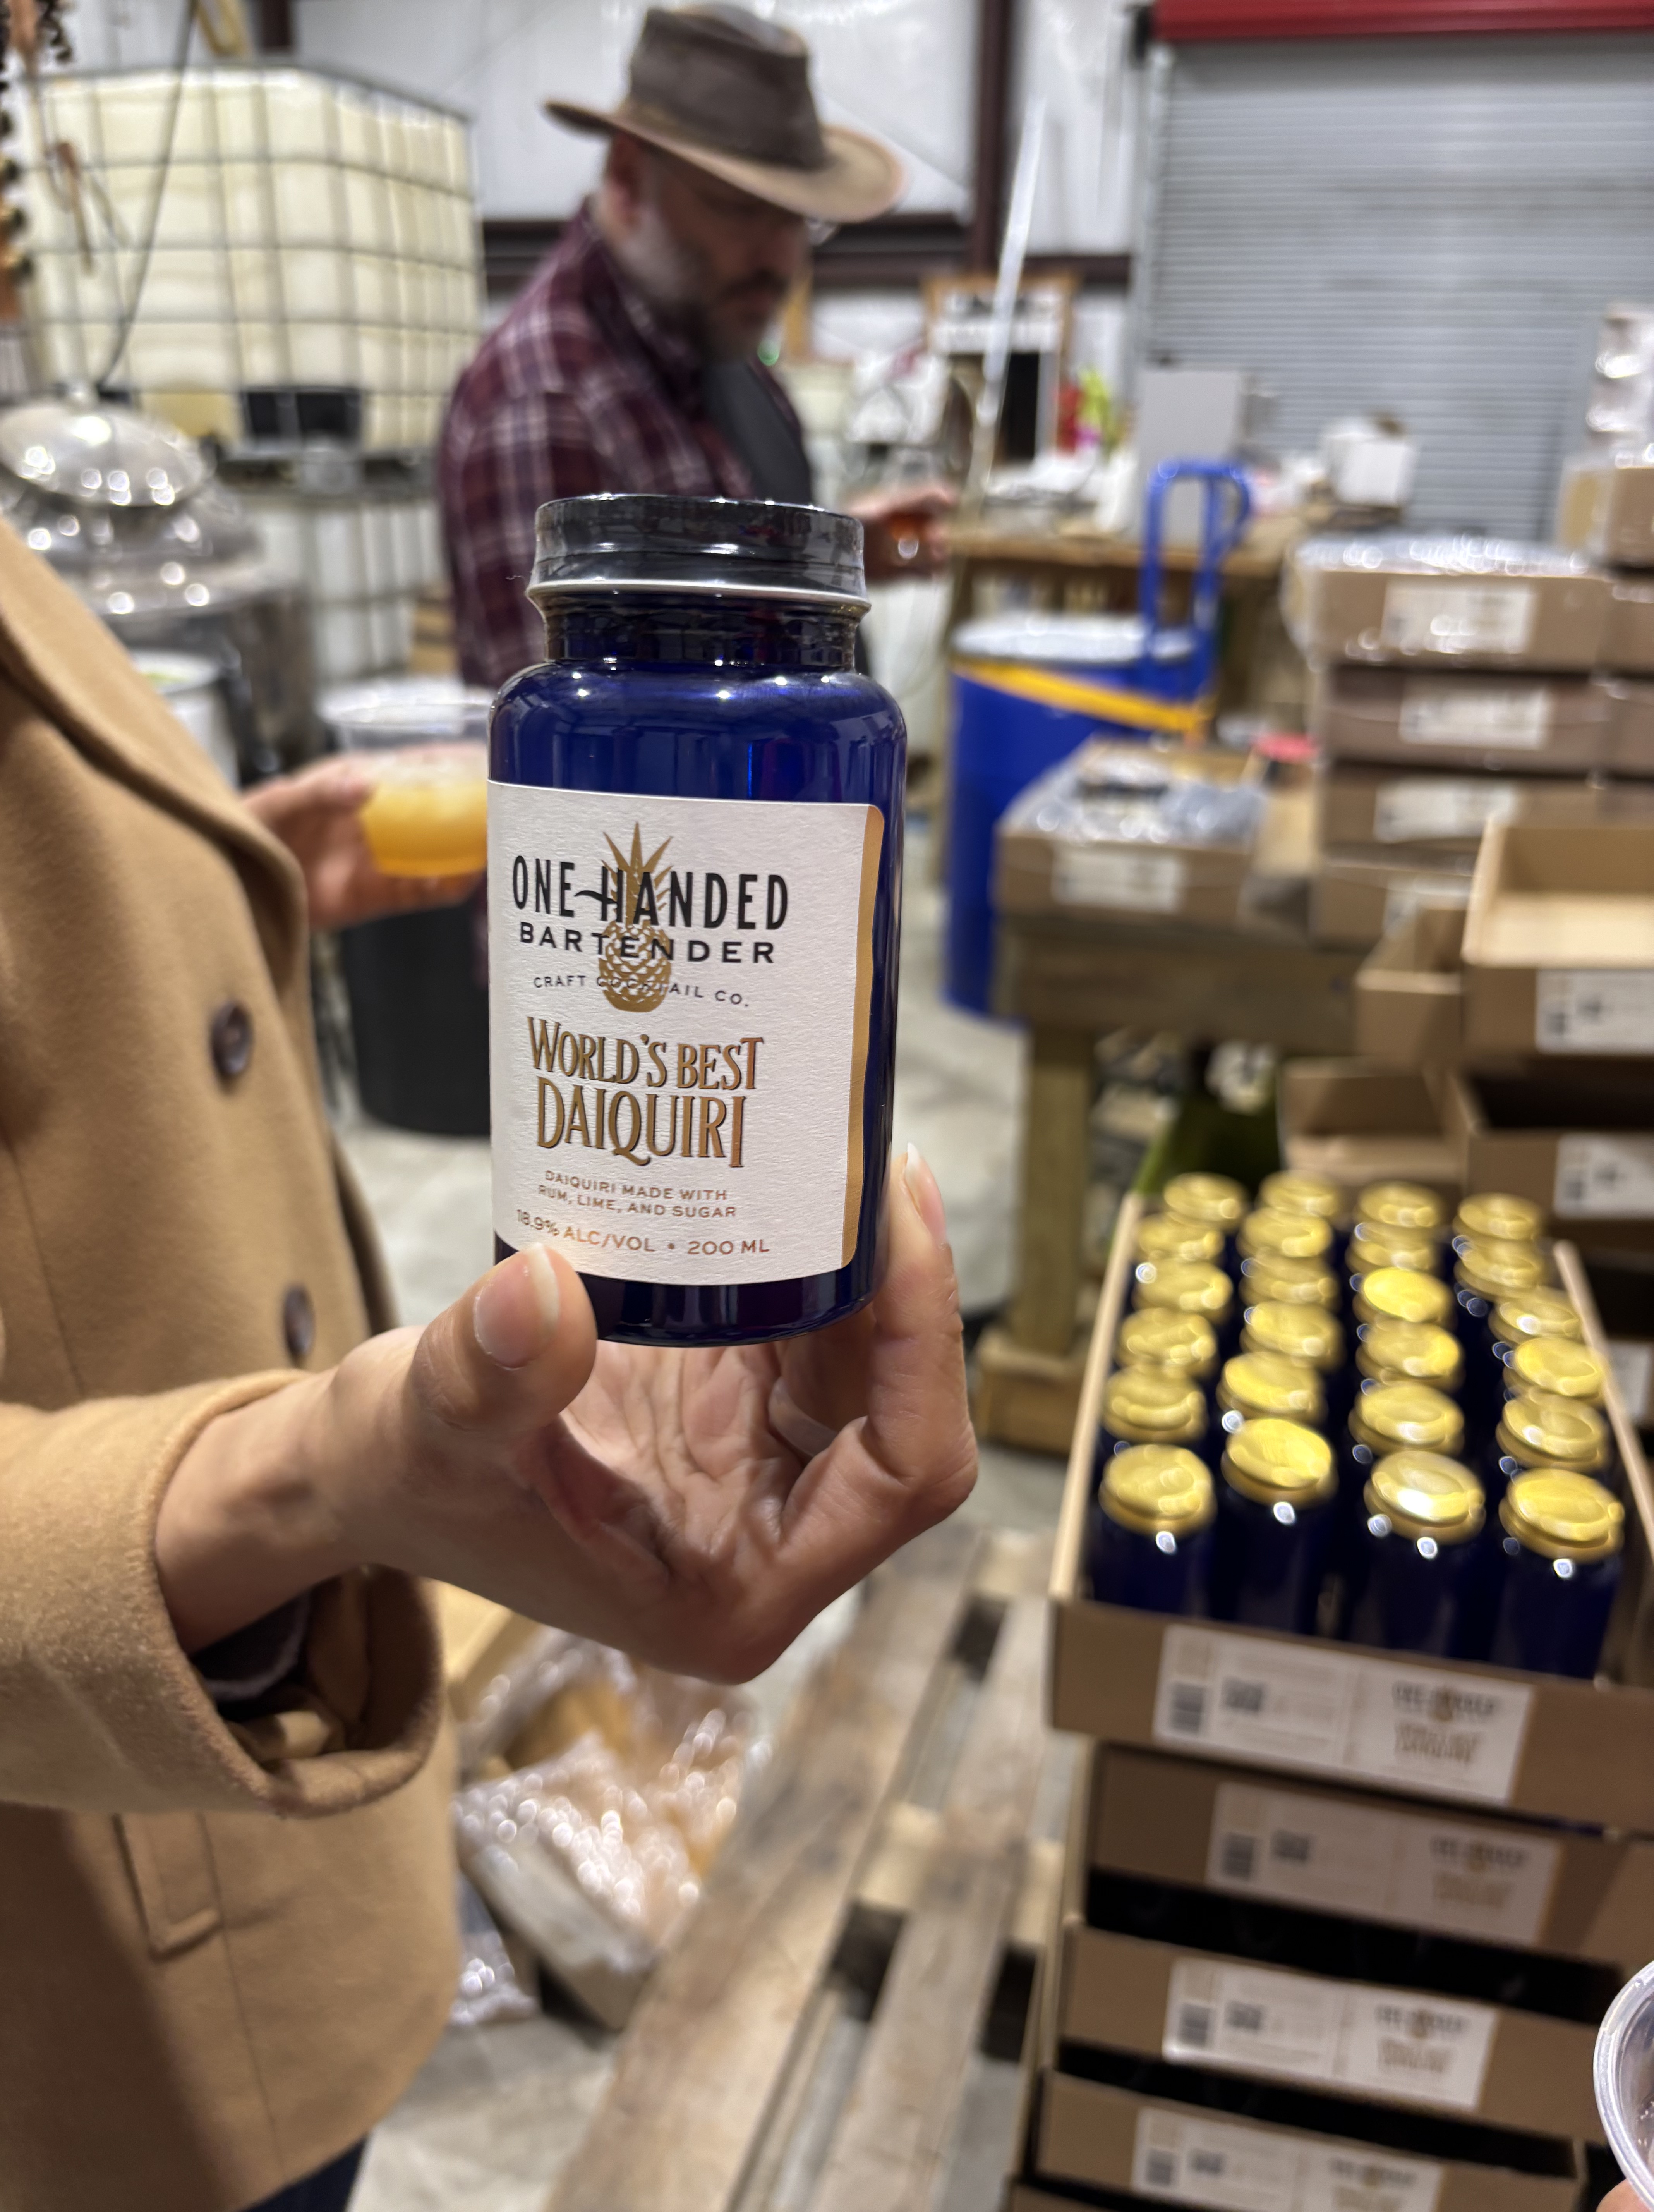 ONE-HANDED
BARTENDER
CRAFT COCKTAIL CO.
WORLD'S BEST
DAIQUIRI
DAIQUIRI MADE WITH
RUM, LIME, AND SUGAR
18.9% ALC/VOL • 200 ML